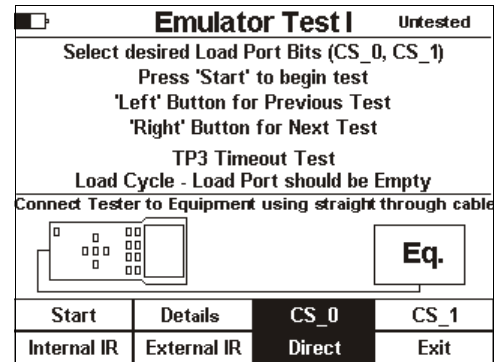 Emulator Test I Untested
Select desired Load Port Bits (CS_0, CS_1)
Press 'Start' to begin test
'Left' Button for Previous Test
'Right' Button for Next Test
TP3 Timeout Test
Load Cycle - Load Port should be Empty
Connect Tester to Equipment using straight through cable
Eq.
Start Details CS_0 CS_1
Internal IR External IR Direct Exit